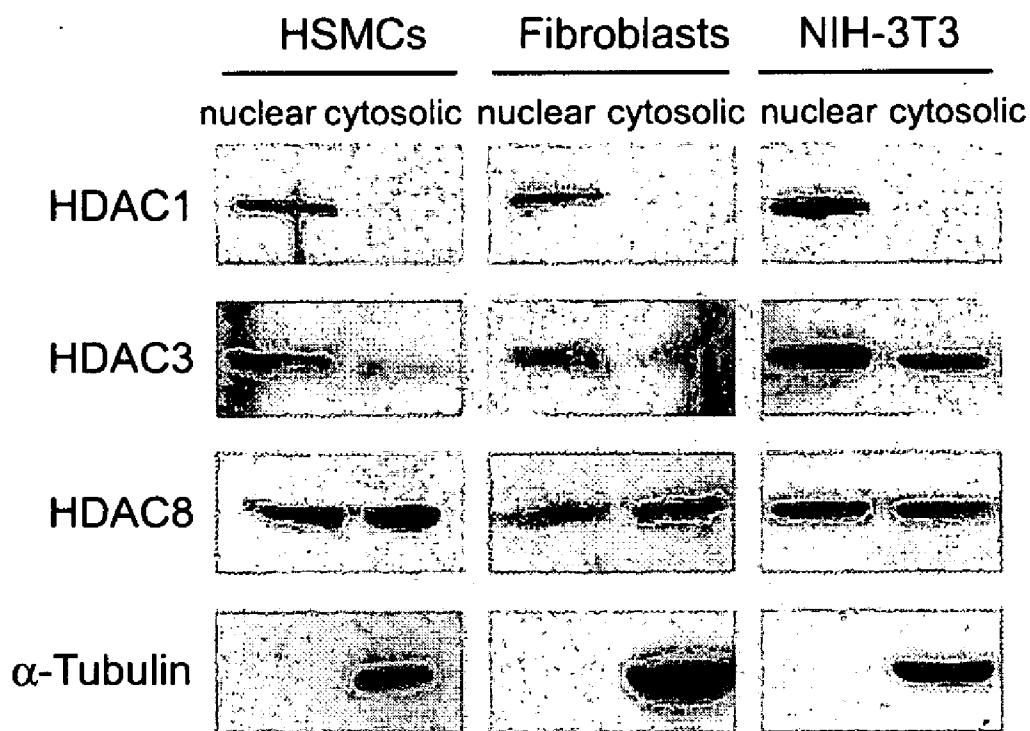 HSMCs Fibroblasts NIH-3T3
nuclear cytosolic nuclear cytosolic nuclear cytosolic
HDAC1
HDAC3
HDAC8
α-Tubulin